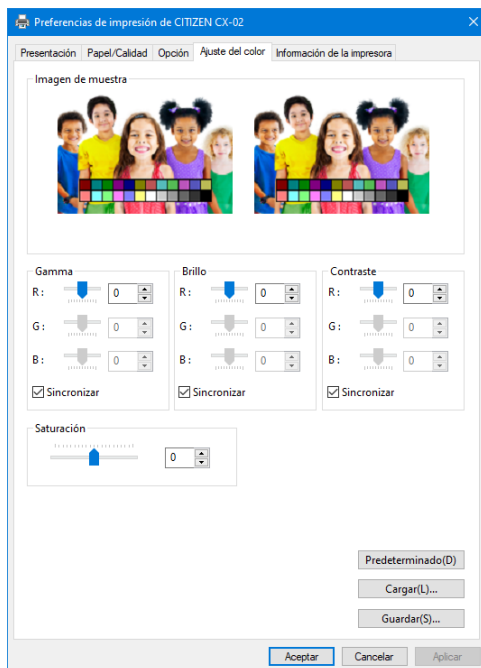 Preferencias de impresión de CITIZEN CX-02
Presentación Papel/Calidad Opción Ajuste del color Información de la impresora
Imagen de muestra
Gamma Brillo Contraste
R: 0 R: 0 R: 0
G: 0 G: 0 G: 0
B: 0 B: 0 B: 0
Sincronizar Sincronizar Sincronizar
Saturación
0
Predeterminado(D)
Cargar(L)...
Guardar(S)...
Aceptar Cancelar Aplicar